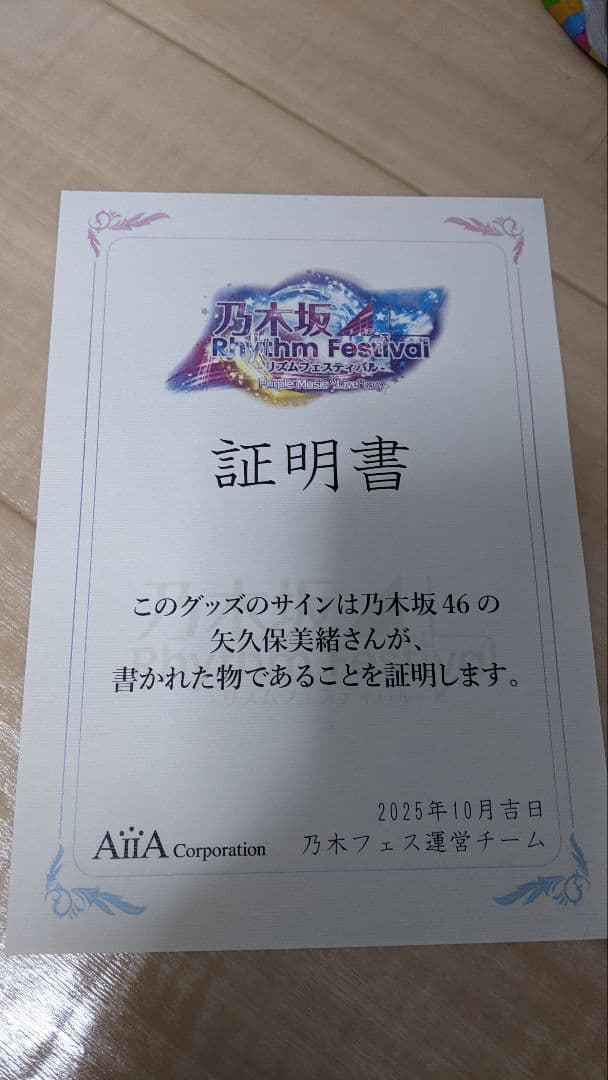 乃木坂
Rhythm Festival
-リズムフェスティバル-
証明書
このグッズのサインは乃木坂46の
矢久保美緒さんが、
書かれた物であることを証明します。
2025年10月吉日
AiiA Corporation
乃木フェス運営チーム